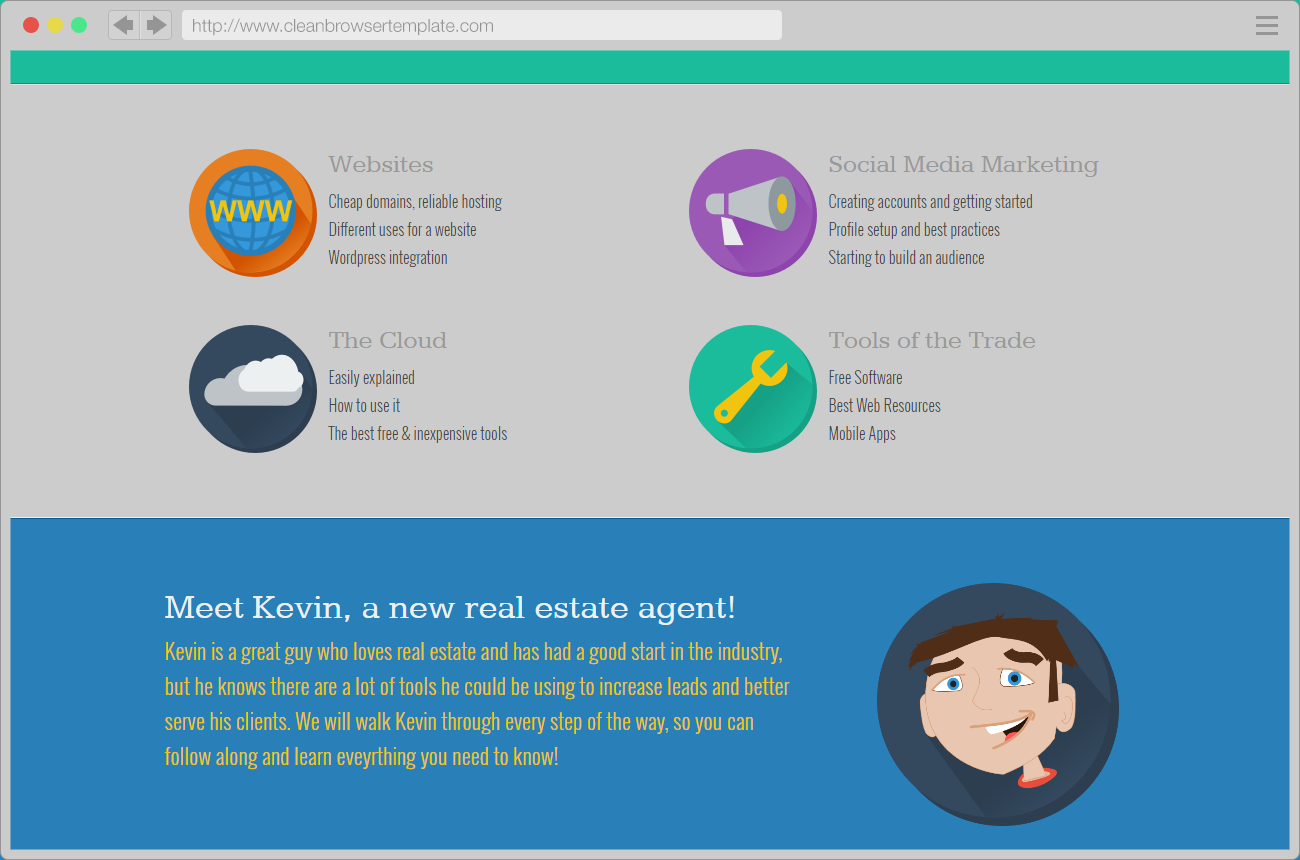 http://www.cleanbrowsertemplate.com
WWW
Websites
Cheap domains, reliable hosting
Different uses for a website
Wordpress integration
Social Media Marketing
Creating accounts and getting started
Profile setup and best practices
Starting to build an audience
The Cloud
Easily explained
How to use it
The best free & inexpensive tools
Tools of the Trade
Free Software
Best Web Resources
Mobile Apps
Meet Kevin, a new real estate agent!
Kevin is a great guy who loves real estate and has had a good start in the industry,
but he knows there are a lot of tools he could be using to increase leads and better
serve his clients. We will walk Kevin through every step of the way, so you can
follow along and learn eveyrthing you need to know!